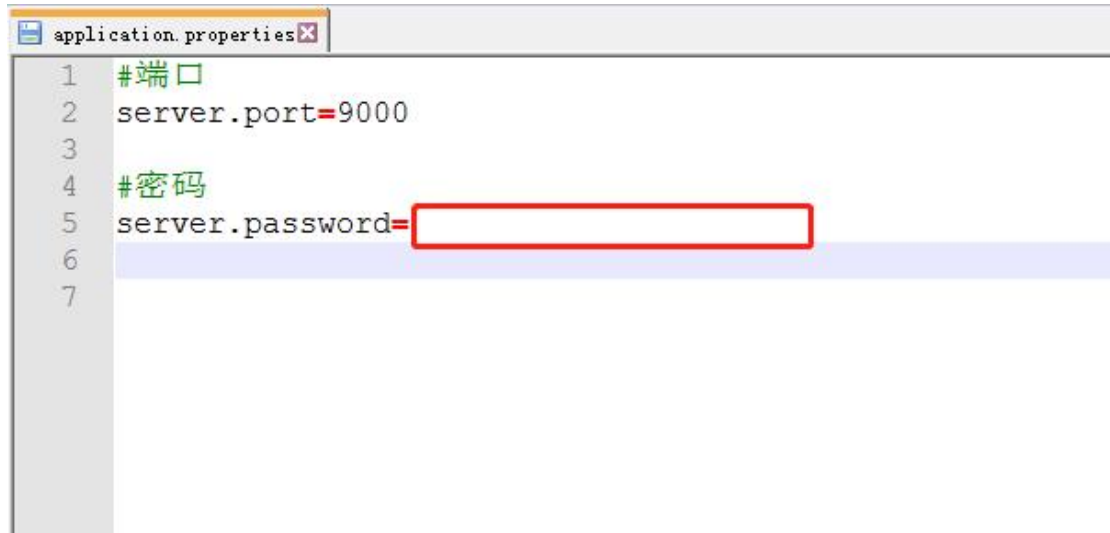 application.properties
1 #端口
2 server.port=9000
3
4 #密码
5 server.password=
6
7